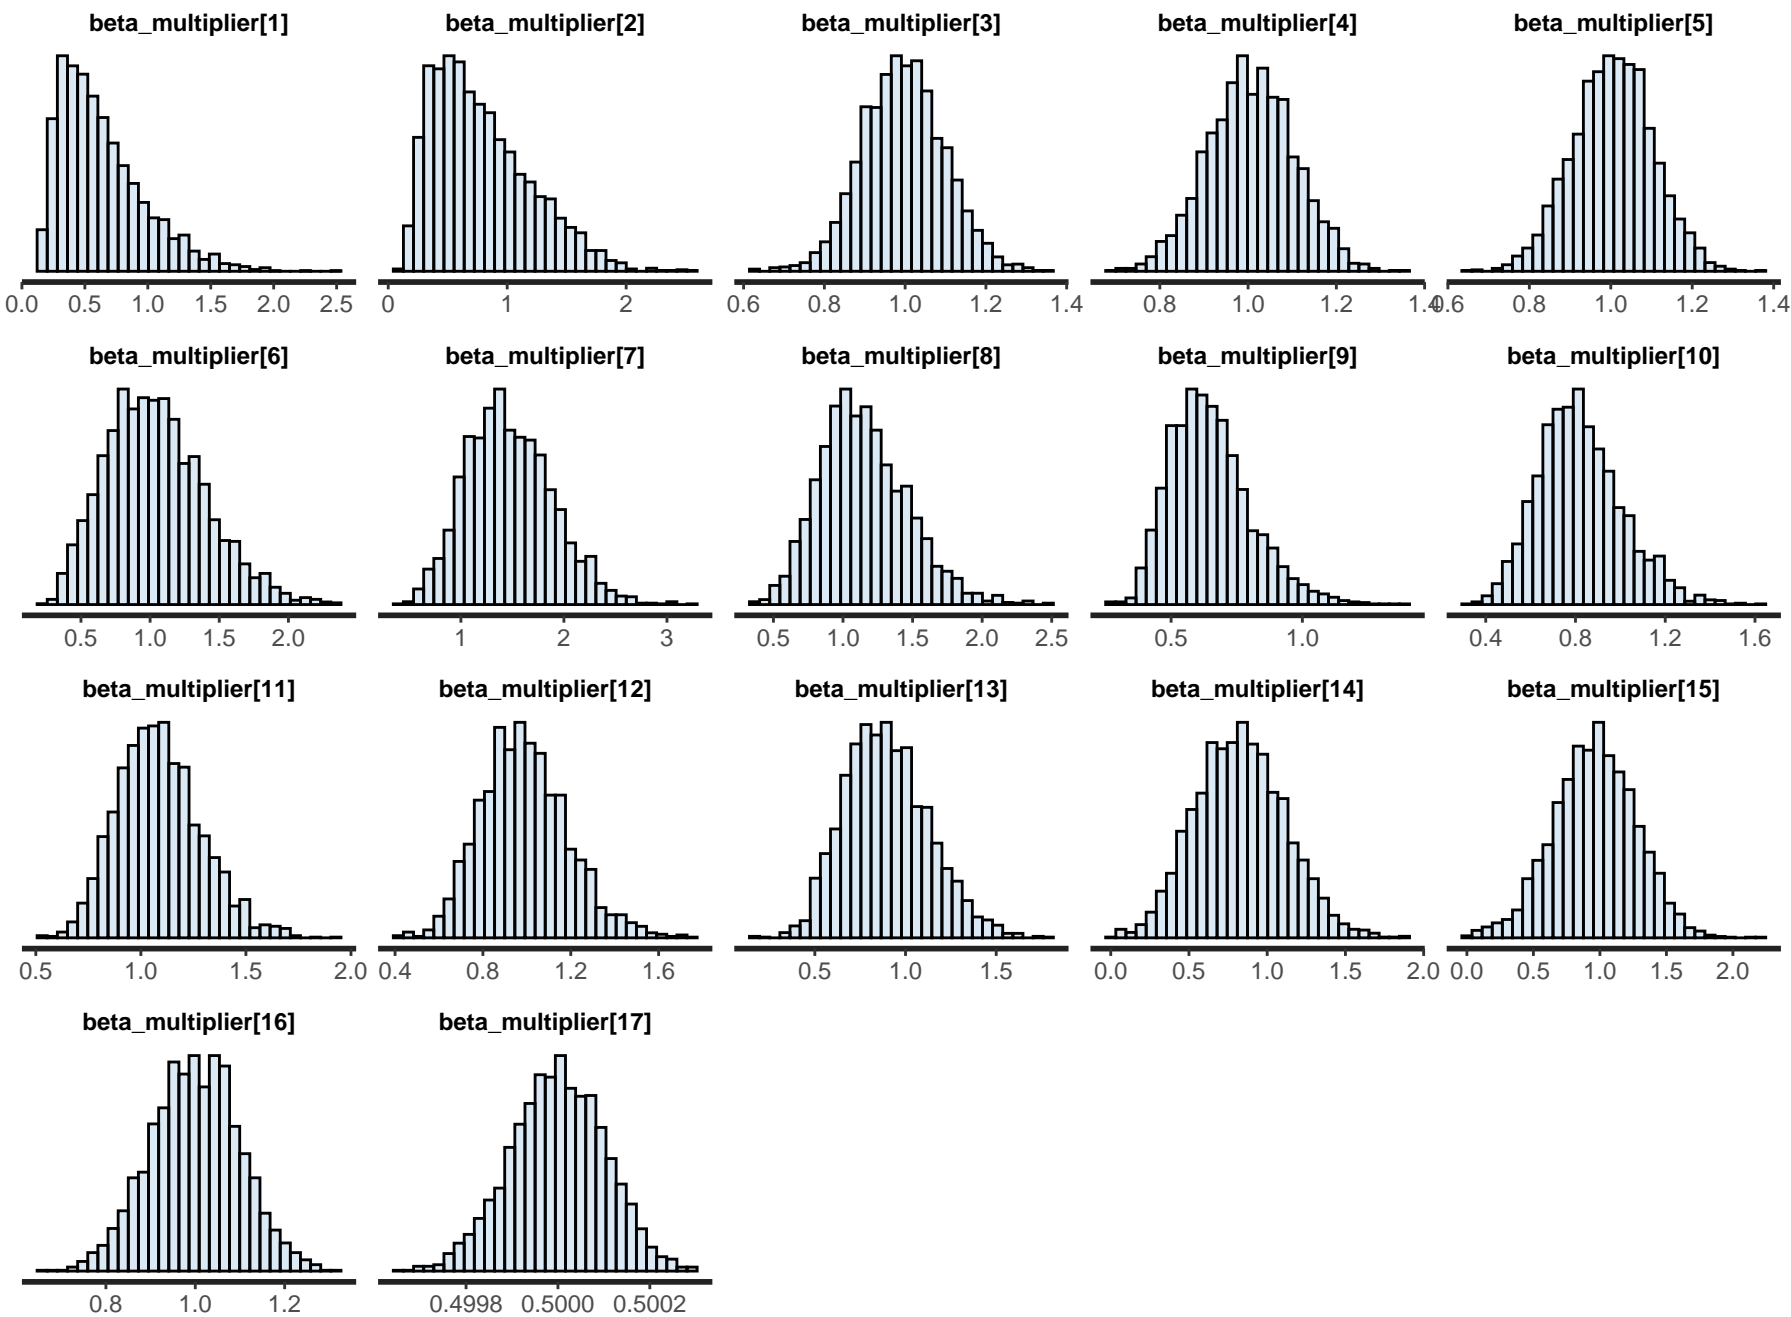 beta_multiplier[1] beta_multiplier[2] beta_multiplier[3] beta_multiplier[4] beta_multiplier[5]
0.0 0.5 1.0 1.5 2.0 2.5 0 1 2 0.6 0.8 1.0 1.2 1.4 0.8 1.0 1.2 1.4 0.6 0.8 1.0 1.2 1.4
beta_multiplier[6] beta_multiplier[7] beta_multiplier[8] beta_multiplier[9] beta_multiplier[10]
0.5 1.0 1.5 2.0 1 2 3 0.5 1.0 1.5 2.0 2.5 0.5 1.0 0.4 0.8 1.2 1.6
beta_multiplier[11] beta_multiplier[12] beta_multiplier[13] beta_multiplier[14] beta_multiplier[15]
0.5 1.0 1.5 2.0 0.4 0.8 1.2 1.6 0.5 1.0 1.5 0.0 0.5 1.0 1.5 2.0 0.0 0.5 1.0 1.5 2.0
beta_multiplier[16] beta_multiplier[17]
0.8 1.0 1.2 0.4998 0.5000 0.5002